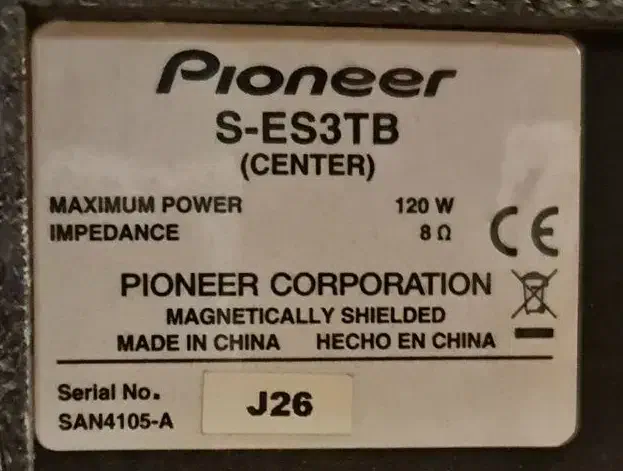 Pioneer
S-ES3TB
(CENTER)
MAXIMUM POWER 120 W
IMPEDANCE 8 Ω
CE
PIONEER CORPORATION
MAGNETICALLY SHIELDED
MADE IN CHINA HECHO EN CHINA
Serial No.
J26
SAN4105-A